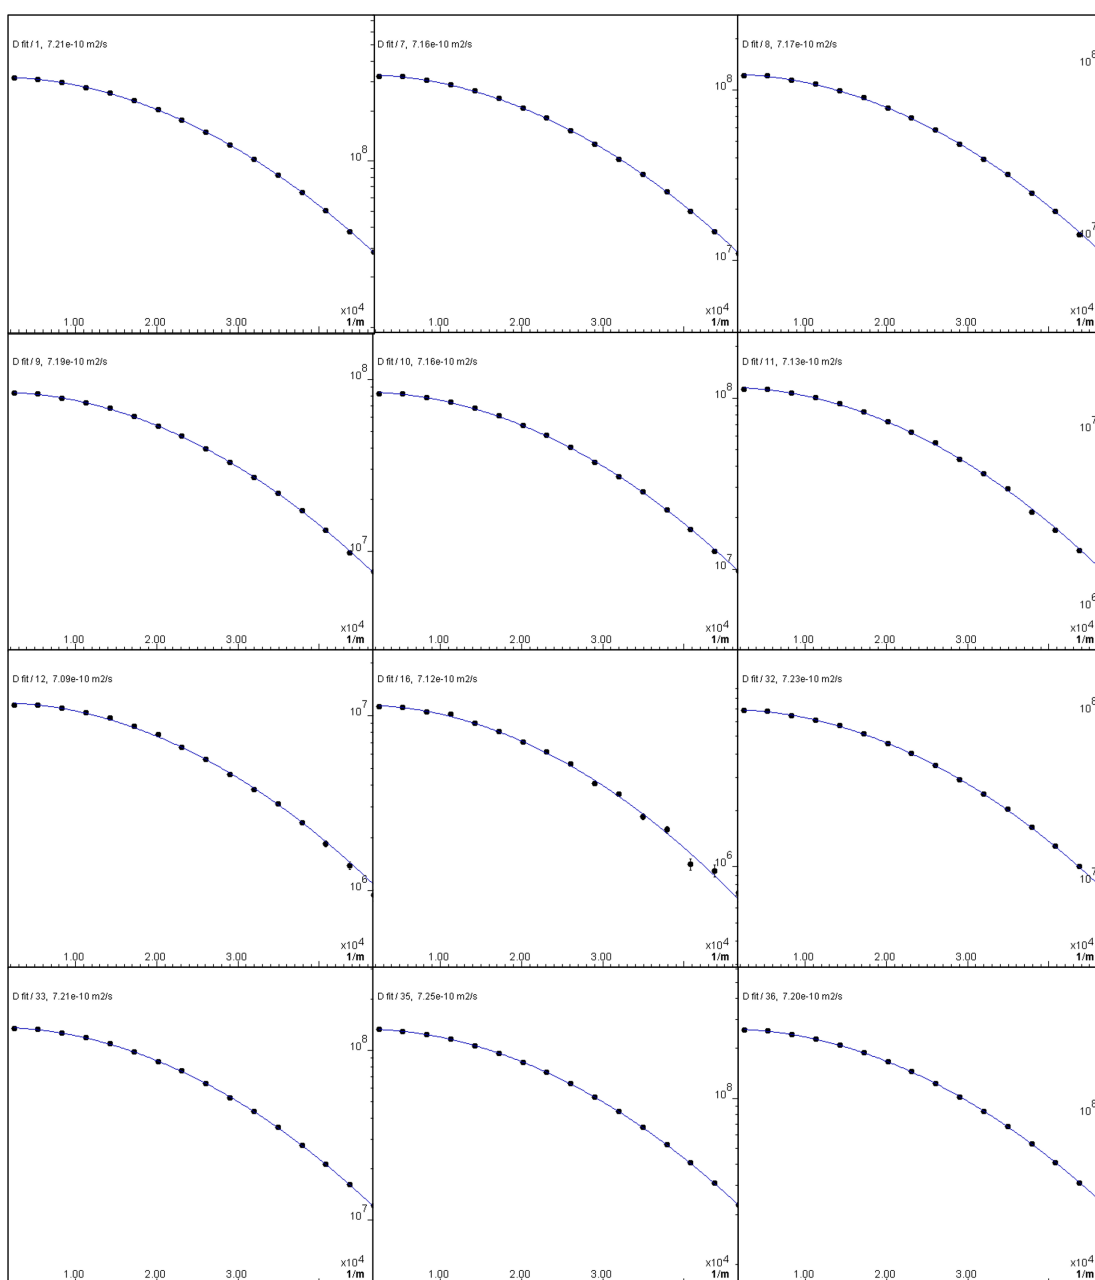 D fit / 1, 7.21e-10 m2/s
10^8
x10^4
1.00 2.00 3.00 1/m
D fit / 7, 7.16e-10 m2/s
10^7
x10^4
1.00 2.00 3.00 1/m
D fit / 8, 7.17e-10 m2/s
10^8
10^8
10^7
x10^4
1.00 2.00 3.00 1/m
D fit / 9, 7.19e-10 m2/s
10^8
10^7
x10^4
1.00 2.00 3.00 1/m
D fit / 10, 7.16e-10 m2/s
10^7
x10^4
1.00 2.00 3.00 1/m
D fit / 11, 7.13e-10 m2/s
10^8
10^7
10^6
x10^4
1.00 2.00 3.00 1/m
D fit / 12, 7.09e-10 m2/s
10^7
10^6
x10^4
1.00 2.00 3.00 1/m
D fit / 16, 7.12e-10 m2/s
10^6
x10^4
1.00 2.00 3.00 1/m
D fit / 32, 7.23e-10 m2/s
10^8
10^7
x10^4
1.00 2.00 3.00 1/m
D fit / 33, 7.21e-10 m2/s
10^8
10^7
x10^4
1.00 2.00 3.00 1/m
D fit / 35, 7.25e-10 m2/s
10^8
x10^4
1.00 2.00 3.00 1/m
D fit / 36, 7.20e-10 m2/s
10^8
x10^4
1.00 2.00 3.00 1/m